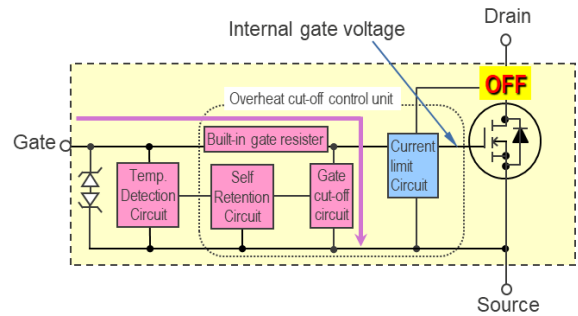 Drain
Internal gate voltage
OFF
Overheat cut-off control unit
Gate
Built-in gate resister
Temp.
Detection
Circuit
Self
Retention
Circuit
Gate
cut-off
circuit
Current
limit
Circuit
Source